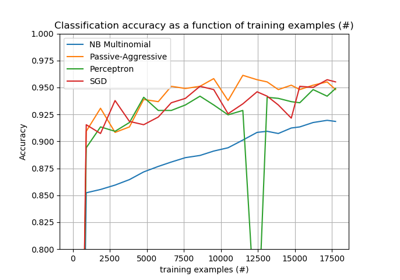 Classification accuracy as a function of training examples (#)
1.000
0.975
0.950
0.925
0.900
0.875
0.850
0.825
0.800
Accuracy
NB Multinomial
Passive-Aggressive
Perceptron
SGD
0 2500 5000 7500 10000 12500 15000 17500
training examples (#)